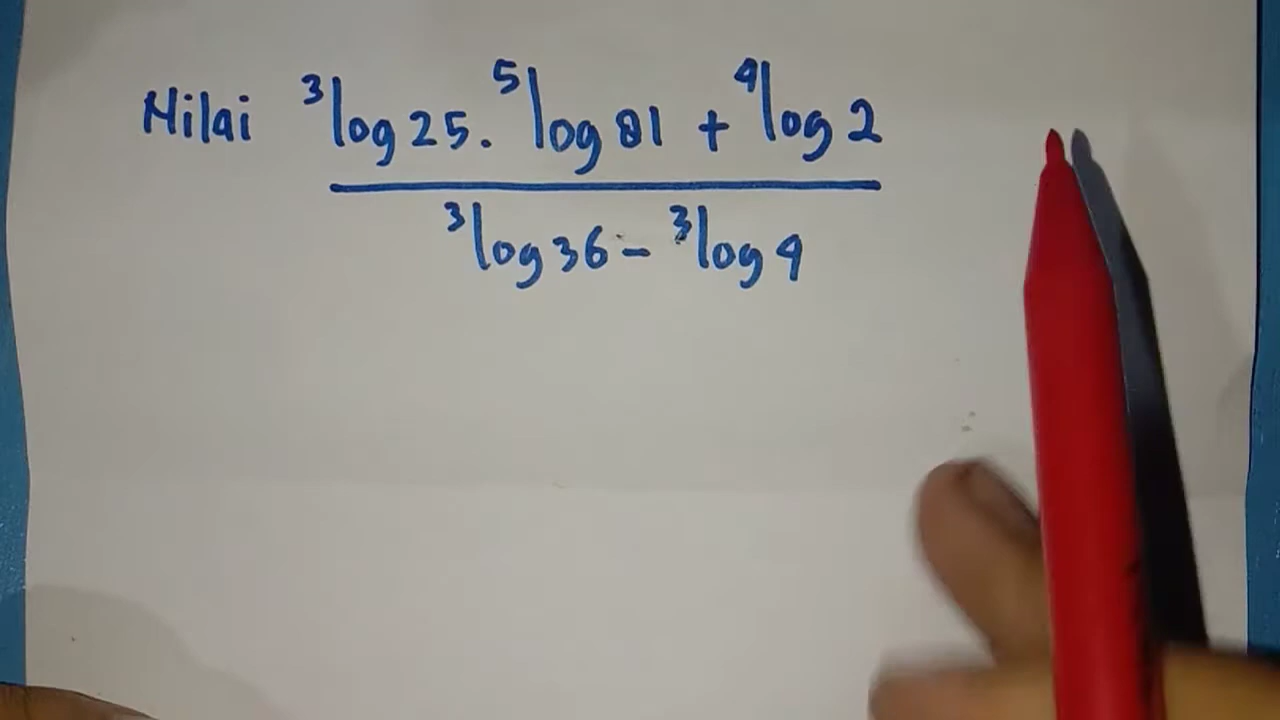 Nilai ³log 25 . ⁵log 81 + ⁴log 2
³log 36 - ³log 4